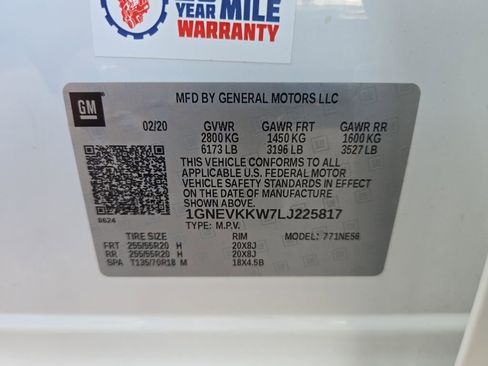 YEAR MILE
WARRANTY
GM
MFD BY GENERAL MOTORS LLC
02/20 GVWR GAWR FRT GAWR RR
2800 KG 1450 KG 1600 KG
6173 LB 3196 LB 3527 LB
THIS VEHICLE CONFORMS TO ALL
APPLICABLE U.S. FEDERAL MOTOR
VEHICLE SAFETY STANDARDS IN EFFECT
ON THE DATE OF MANUFACTURE
SHOWN ABOVE.
8624
1GNEVKKW7LJ225817
TYPE: M.P.V.
TIRE SIZE RIM MODEL: 771NE56
FRT 255/55R20 H 20X8J
RR 255/55R20 H 20X8J
SPA T135/70R18 M 18X4.5B